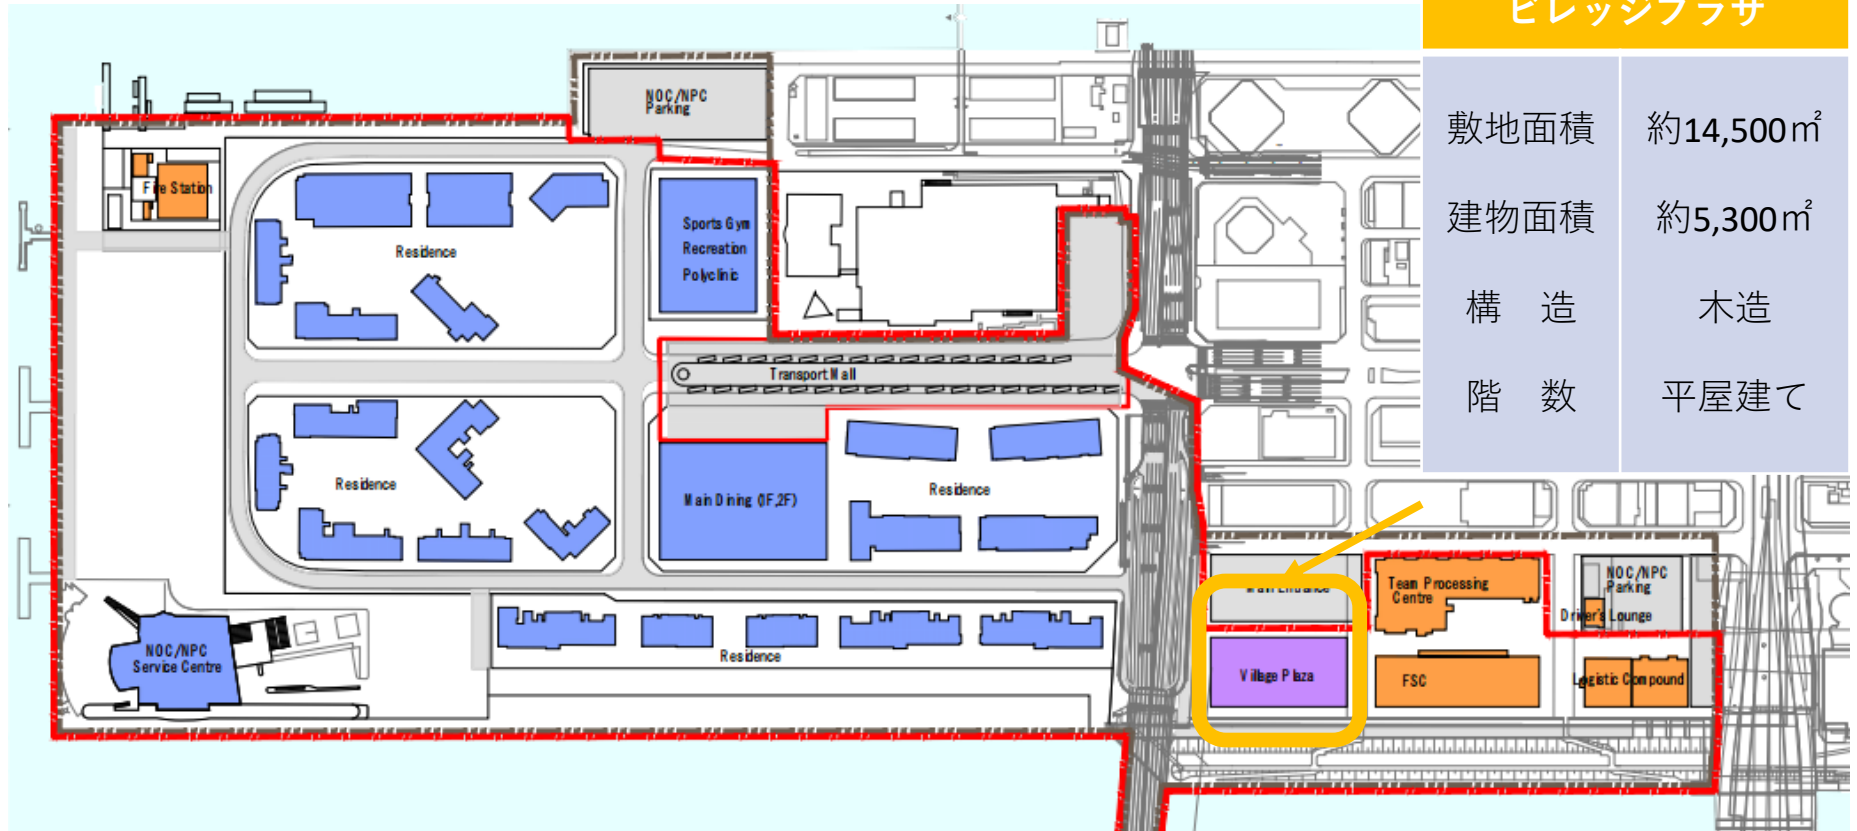 ビレッジプラザ
敷地面積 約14,500㎡
建物面積 約5,300㎡
構 造 木造
階 数 平屋建て
NOC/NPC
Parking
Fire Station
Residence
Sports Gym
Recreation
Polyclinic
Transport Mall
Residence
Main Dining (1F,2F)
Residence
Main Entrance
Team Processing
Centre
NOC/NPC
Parking
Driver's Lounge
NOC/NPC
Service Centre
Residence
Village Plaza
FSC
Logistic Compound